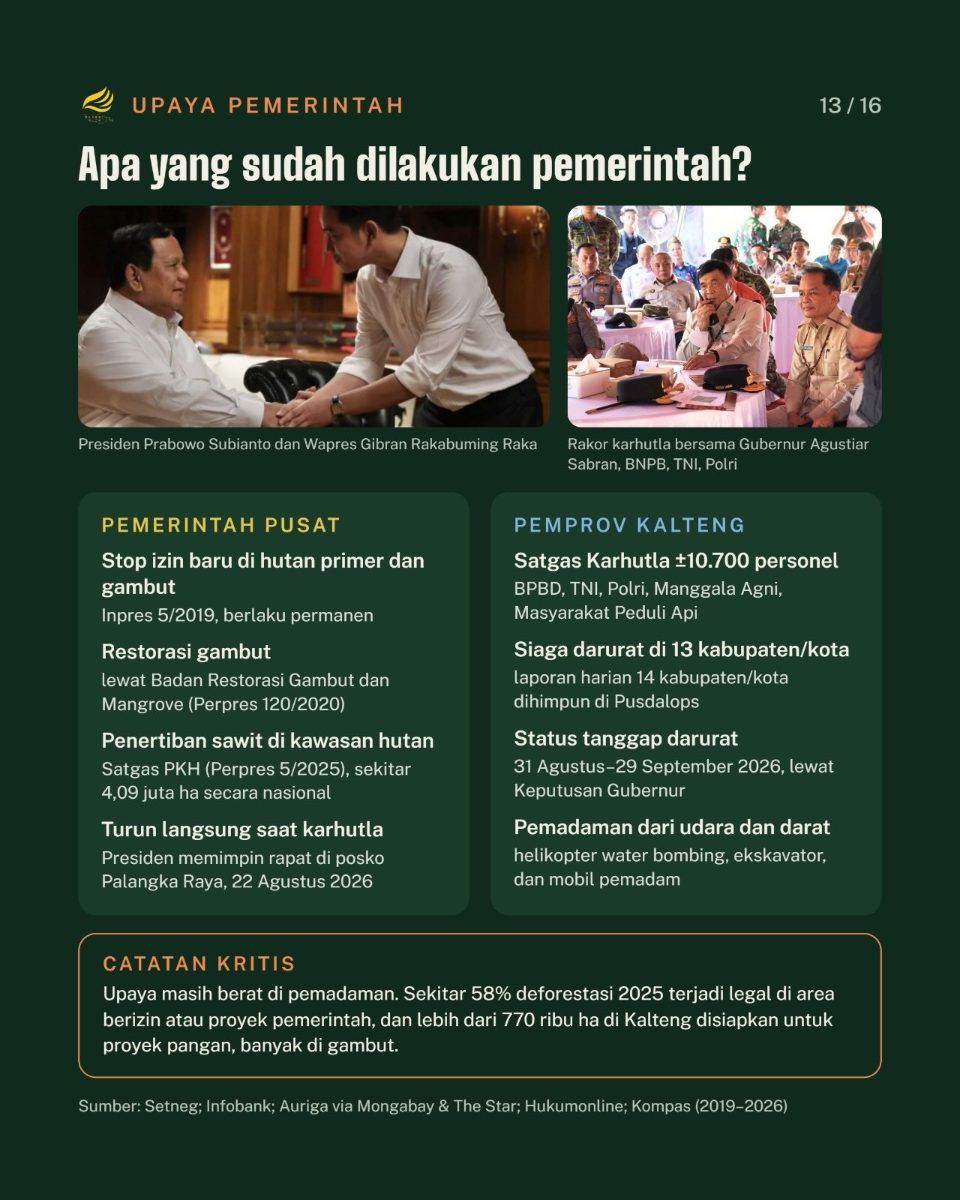 UPAYA PEMERINTAH
13 / 16
Apa yang sudah dilakukan pemerintah?
Presiden Prabowo Subianto dan Wapres Gibran Rakabuming Raka
Rakor karhutla bersama Gubernur Agustiar
Sabran, BNPB, TNI, Polri
PEMERINTAH PUSAT
Stop izin baru di hutan primer dan
gambut
Inpres 5/2019, berlaku permanen
Restorasi gambut
lewat Badan Restorasi Gambut dan
Mangrove (Perpres 120/2020)
Penertiban sawit di kawasan hutan
Satgas PKH (Perpres 5/2025), sekitar
4,09 juta ha secara nasional
Turun langsung saat karhutla
Presiden memimpin rapat di posko
Palangka Raya, 22 Agustus 2026
PEMPROV KALTENG
Satgas Karhutla ±10.700 personel
BPBD, TNI, Polri, Manggala Agni,
Masyarakat Peduli Api
Siaga darurat di 13 kabupaten/kota
laporan harian 14 kabupaten/kota
dihimpun di Pusdalops
Status tanggap darurat
31 Agustus–29 September 2026, lewat
Keputusan Gubernur
Pemadaman dari udara dan darat
helikopter water bombing, ekskavator,
dan mobil pemadam
CATATAN KRITIS
Upaya masih berat di pemadaman. Sekitar 58% deforestasi 2025 terjadi legal di area
berizin atau proyek pemerintah, dan lebih dari 770 ribu ha di Kalteng disiapkan untuk
proyek pangan, banyak di gambut.
Sumber: Setneg; Infobank; Auriga via Mongabay & The Star; Hukumonline; Kompas (2019–2026)